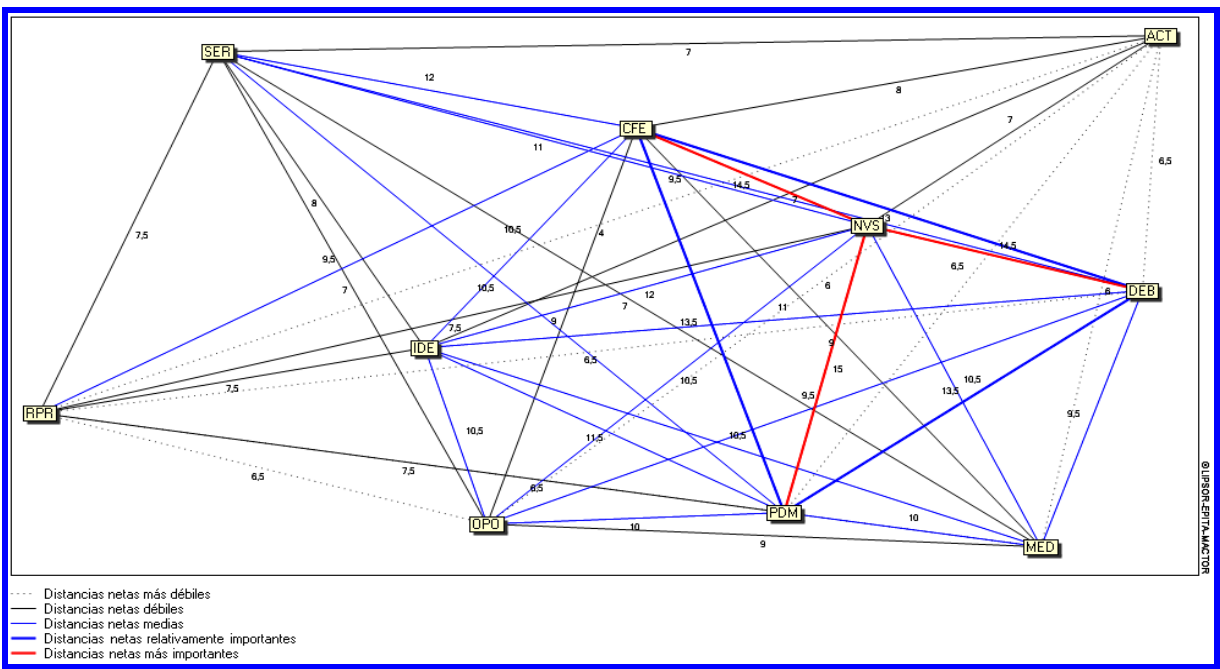 SER
ACT
7
12
8
CFE
7
11
6,5
9,5
14,5
8
7
13
NVS
4
7,5
10,5
14,5
9,5
6,5
7
10,5
6
6
DEB
12
7
11
9
13,5
7,5
9
IDE
6,5
15
7,5
10,5
10,5
13,5
9,5
RPR
9,5
10,5
11,5
10,5
7,5
6,5
6,5
PDM
10
OPO
10
9
MED
©LIPSOR-EPITA-MACTOR
Distancias netas más débiles
Distancias netas débiles
Distancias netas medias
Distancias netas relativamente importantes
Distancias netas más importantes